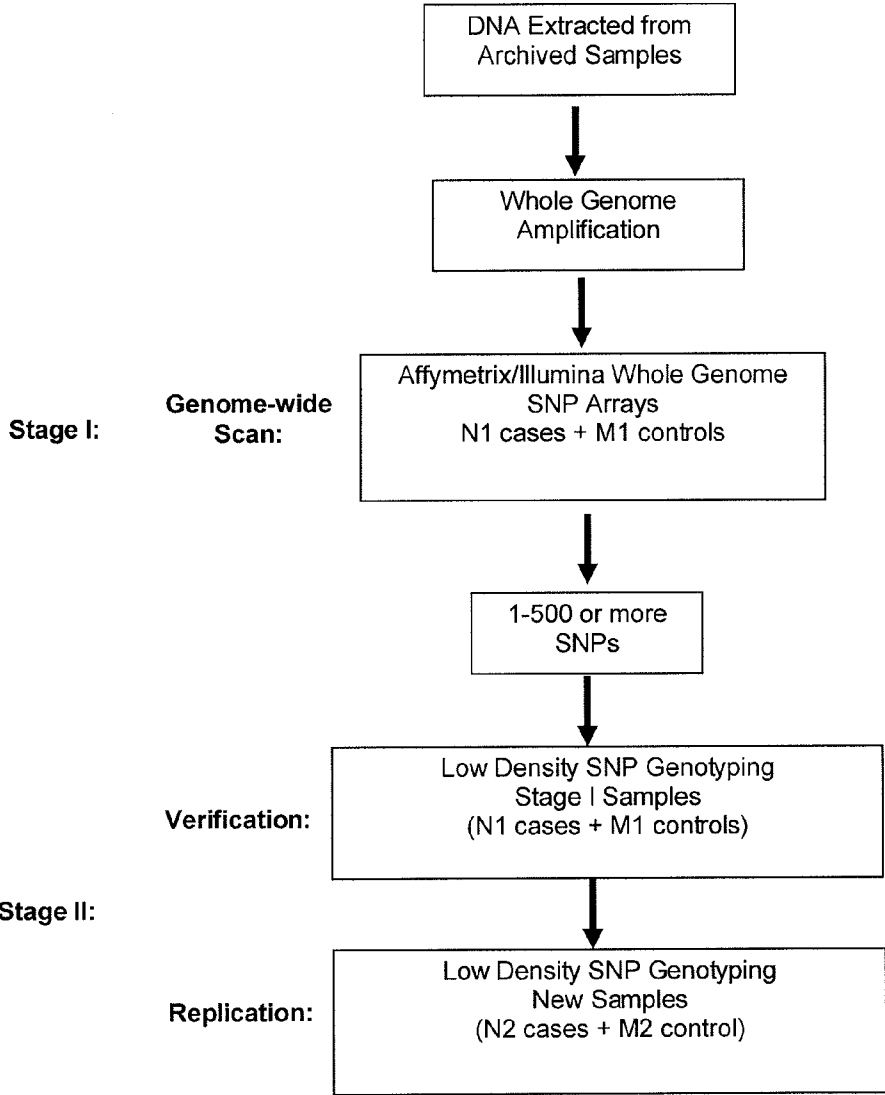 DNA Extracted from
Archived Samples
Whole Genome
Amplification
Stage I:
Genome-wide
Scan:
Affymetrix/Illumina Whole Genome
SNP Arrays
N1 cases + M1 controls
1-500 or more
SNPs
Verification:
Low Density SNP Genotyping
Stage I Samples
(N1 cases + M1 controls)
Stage II:
Replication:
Low Density SNP Genotyping
New Samples
(N2 cases + M2 control)